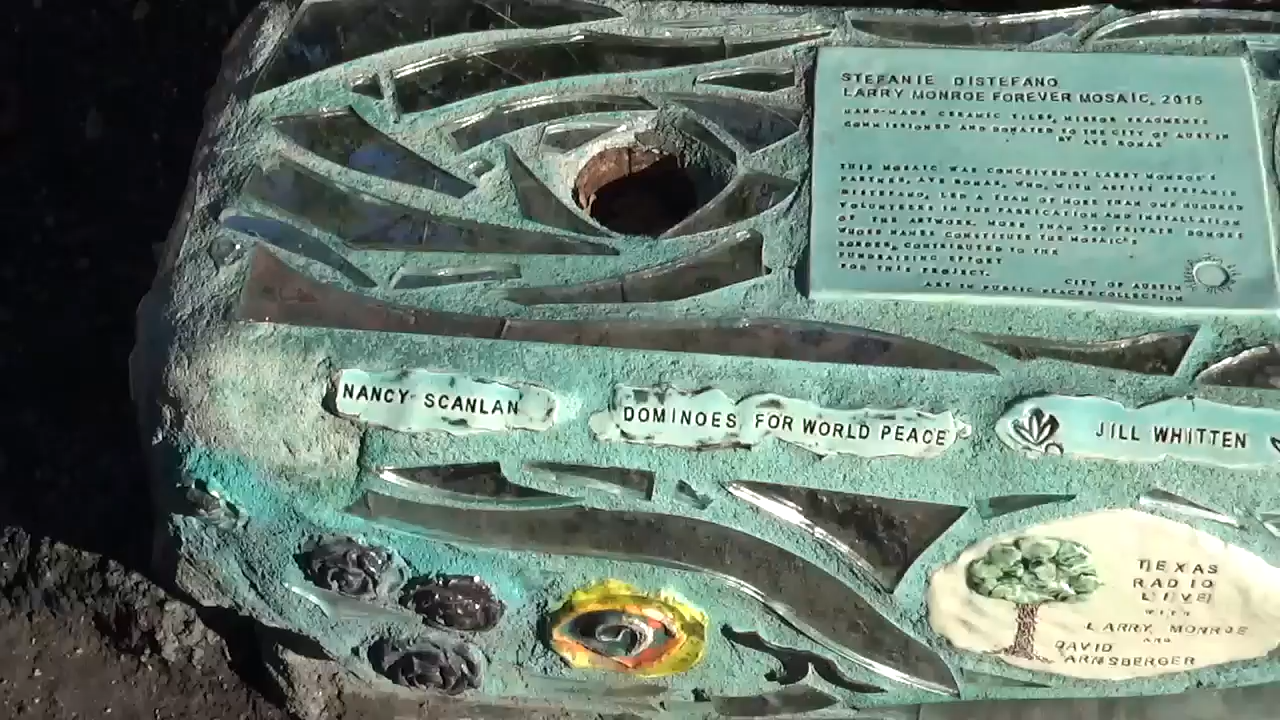 STEFANIE DISTEFANO
LARRY MONROE FOREVER MOSAIC, 2015
HAND-MADE CERAMIC TILES, MIRROR FRAGMENTS
COMMISSIONED AND DONATED TO THE CITY OF AUSTIN
BY AVE BONAR
THIS MOSAIC WAS CONCEIVED BY LARRY MONROE'S
PARTNER, AVE BONAR, WHO, WITH ARTIST STEFANIE
DISTEFANO, LED A TEAM OF MORE THAN ONE HUNDRED
VOLUNTEERS IN THE FABRICATION AND INSTALLATION
OF THE ARTWORK. MORE THAN 350 PRIVATE DONORS
WHOSE NAMES CONSTITUTE THE MOSAIC'S
BORDER, CONTRIBUTED TO THE
FUNDRAISING EFFORT
FOR THIS PROJECT.
CITY OF AUSTIN
ART IN PUBLIC PLACES COLLECTION
NANCY SCANLAN
DOMINOES FOR WORLD PEACE
JILL WHITTEN
TEXAS
RADIO
LIVE
WITH
LARRY MONROE
AND
DAVID
ARNSBERGER